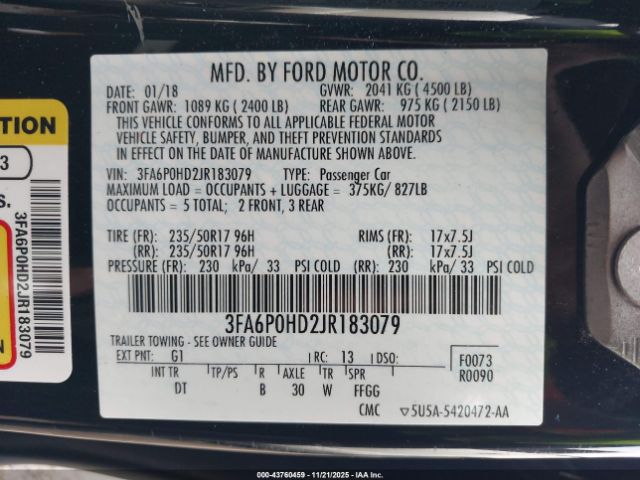 MFD. BY FORD MOTOR CO.
DATE: 01/18 GVWR: 2041 KG ( 4500 LB)
FRONT GAWR: 1089 KG ( 2400 LB) REAR GAWR: 975 KG ( 2150 LB)
THIS VEHICLE CONFORMS TO ALL APPLICABLE FEDERAL MOTOR
VEHICLE SAFETY, BUMPER, AND THEFT PREVENTION STANDARDS
IN EFFECT ON THE DATE OF MANUFACTURE SHOWN ABOVE.
VIN: 3FA6P0HD2JR183079 TYPE: Passenger Car
MAXIMUM LOAD = OCCUPANTS + LUGGAGE = 375KG/ 827LB
OCCUPANTS = 5 TOTAL; 2 FRONT, 3 REAR
TIRE (FR): 235/50R17 96H RIMS (FR): 17x7.5J
(RR): 235/50R17 96H (RR): 17x7.5J
PRESSURE (FR): 230 kPa/ 33 PSI COLD (RR): 230 kPa/ 33 PSI COLD
3FA6P0HD2JR183079
TRAILER TOWING - SEE OWNER GUIDE
EXT PNT: G1 RC: 13 DSO: F0073
INT TR TP/PS R AXLE TR SPR R0090
DT B 30 W FFGG
CMC 5U5A-5420472-AA
TION
3
s.
3FA6P0HD2JR183079
000-43760459 - 11/21/2025 - IAAI.COM